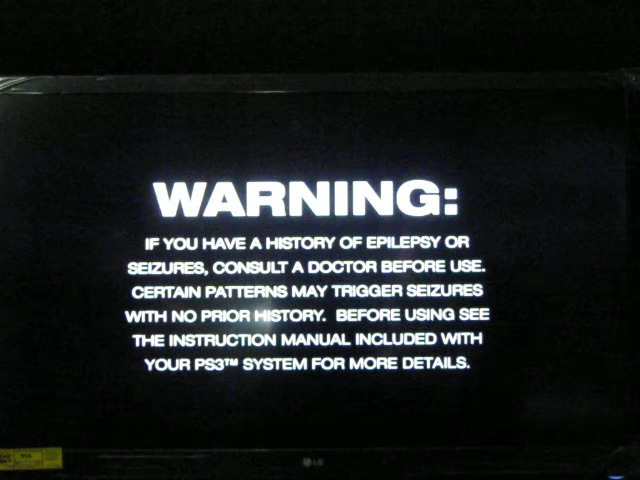 WARNING:
IF YOU HAVE A HISTORY OF EPILEPSY OR
SEIZURES, CONSULT A DOCTOR BEFORE USE.
CERTAIN PATTERNS MAY TRIGGER SEIZURES
WITH NO PRIOR HISTORY.  BEFORE USING SEE
THE INSTRUCTION MANUAL INCLUDED WITH
YOUR PS3™ SYSTEM FOR MORE DETAILS.
LG